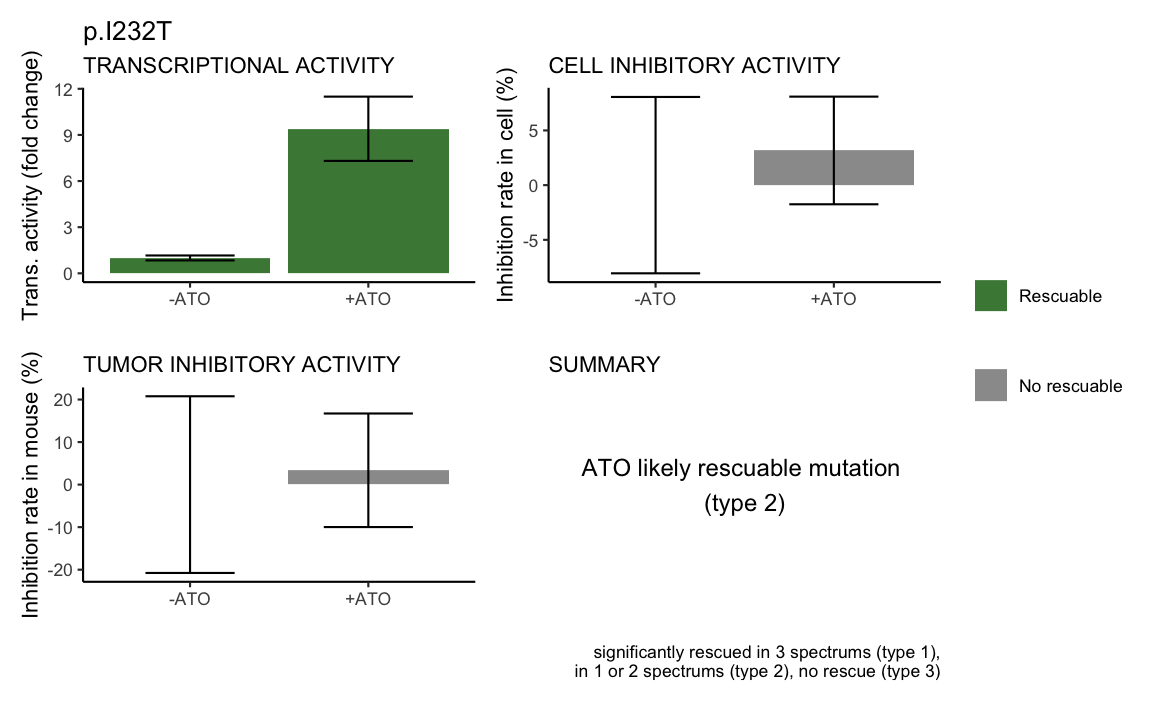 p.I232T
TRANSCRIPTIONAL ACTIVITY
Trans. activity (fold change)
12
9
6
3
0
-ATO
+ATO
CELL INHIBITORY ACTIVITY
Inhibition rate in cell (%)
5
0
-5
-ATO
+ATO
Rescuable
No rescuable
TUMOR INHIBITORY ACTIVITY
Inhibition rate in mouse (%)
20
10
0
-10
-20
-ATO
+ATO
SUMMARY
ATO likely rescuable mutation
(type 2)
significantly rescued in 3 spectrums (type 1),
in 1 or 2 spectrums (type 2), no rescue (type 3)